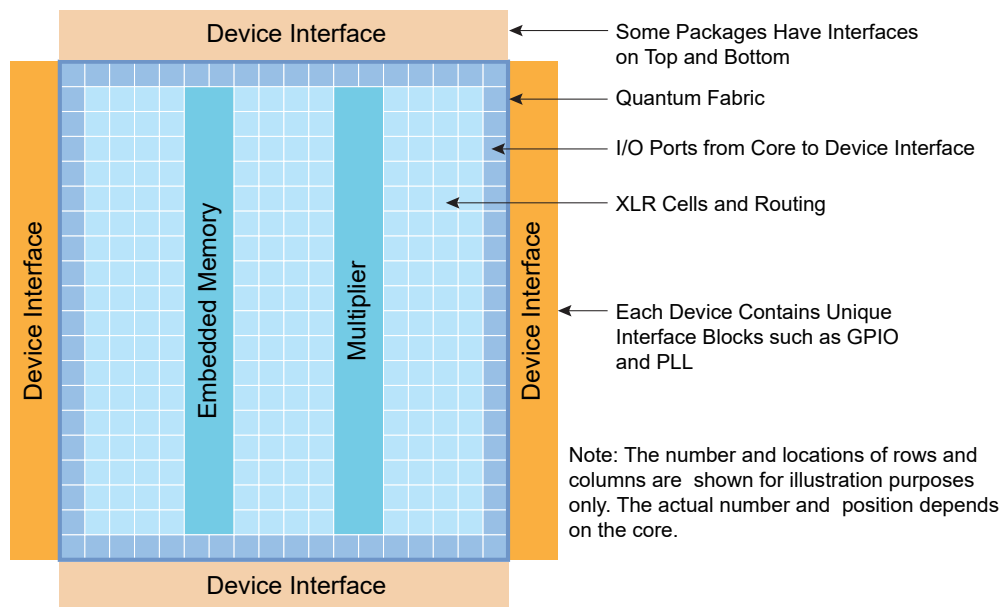 Device Interface
Some Packages Have Interfaces
on Top and Bottom
Quantum Fabric
I/O Ports from Core to Device Interface
XLR Cells and Routing
Device Interface
Embedded Memory
Multiplier
Device Interface
Each Device Contains Unique
Interface Blocks such as GPIO
and PLL
Note: The number and locations of rows and
columns are  shown for illustration purposes
only. The actual number and  position depends
on the core.
Device Interface